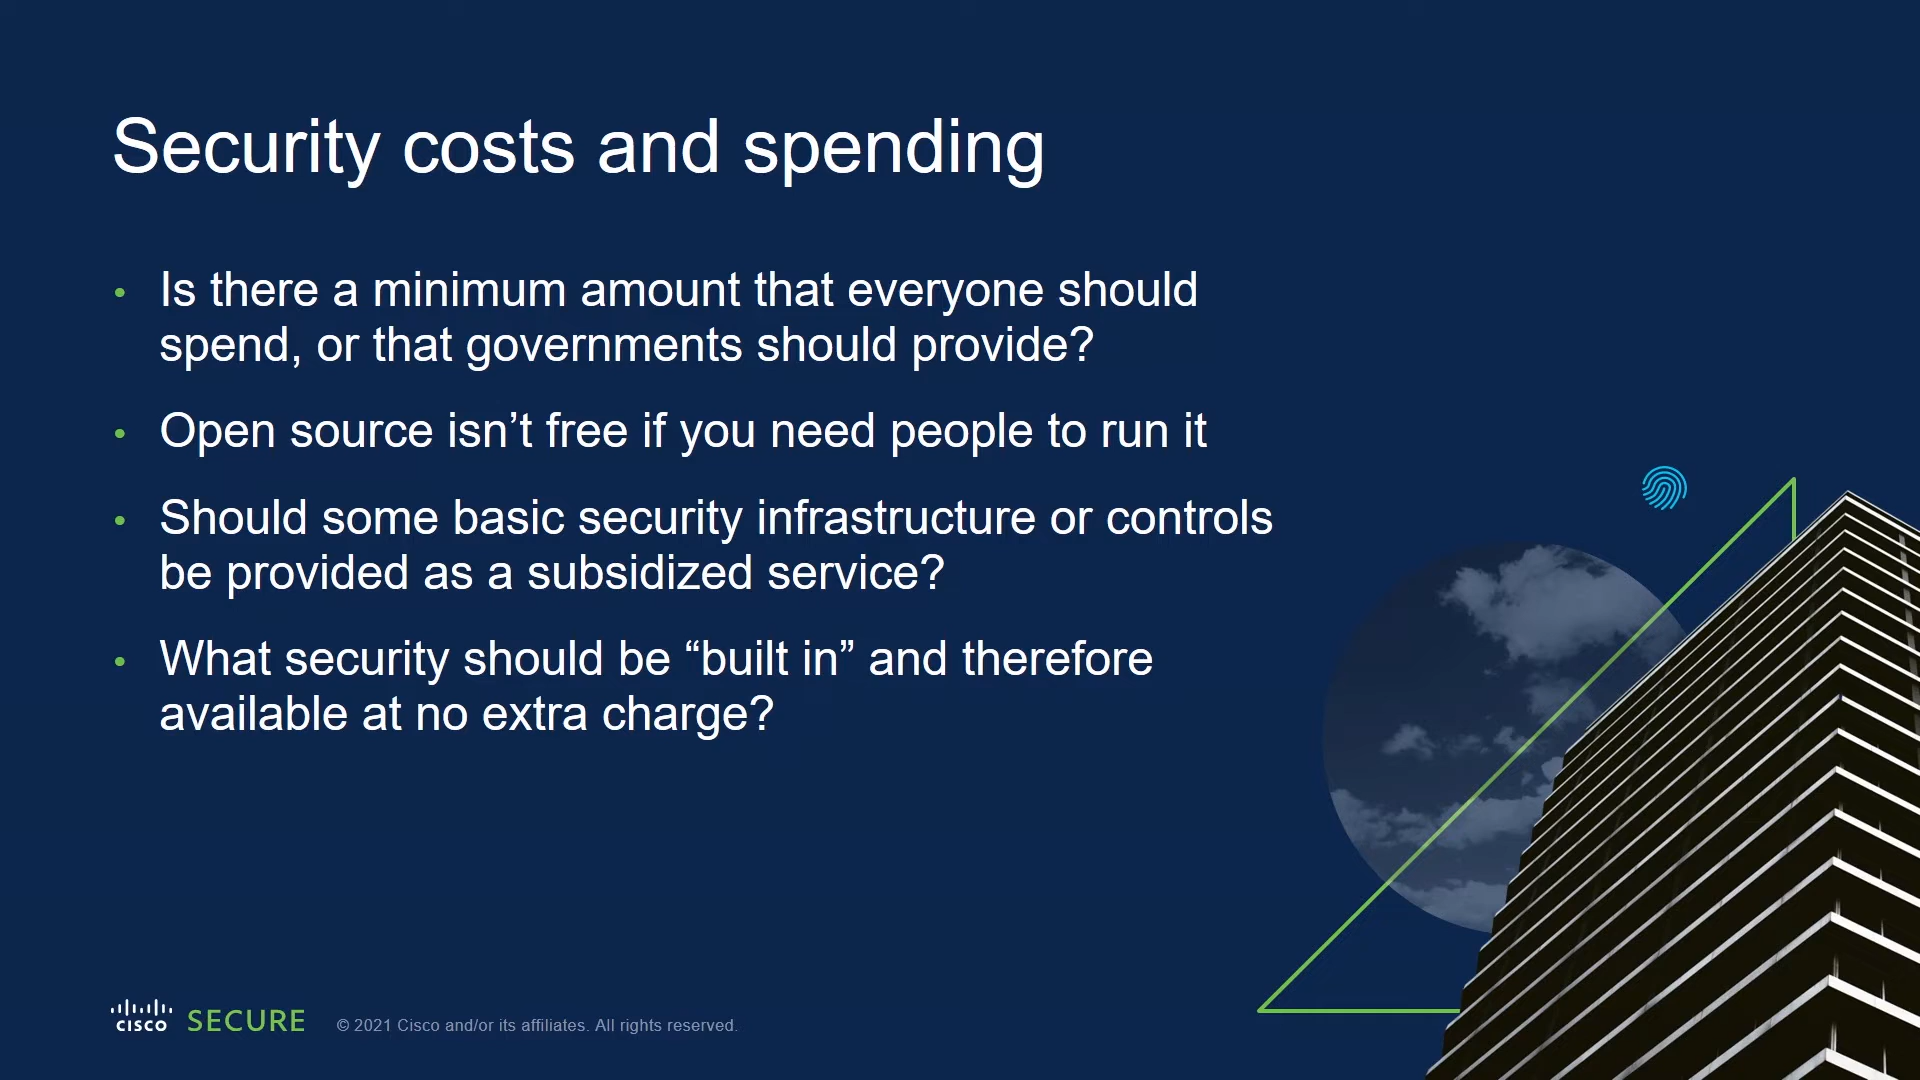 Security costs and spending
• Is there a minimum amount that everyone should
spend, or that governments should provide?
• Open source isn’t free if you need people to run it
• Should some basic security infrastructure or controls
be provided as a subsidized service?
• What security should be “built in” and therefore
available at no extra charge?
CISCO SECURE © 2021 Cisco and/or its affiliates. All rights reserved.